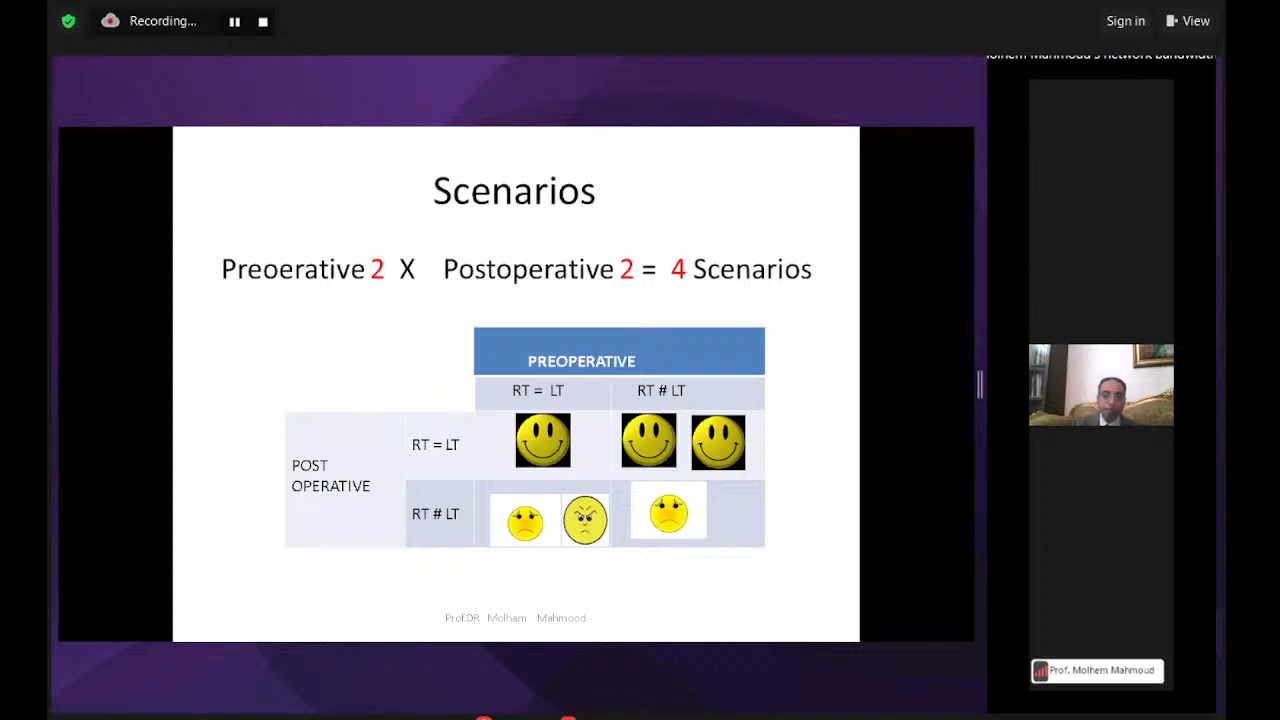 Recording...
Sign in
View
Scenarios
Preoerative 2 X Postoperative 2 = 4 Scenarios
PREOPERATIVE
RT = LT
RT # LT
POST
OPERATIVE
RT = LT
RT # LT
Prof.DR Molham Mahmood
Prof. Molhem Mahmoud